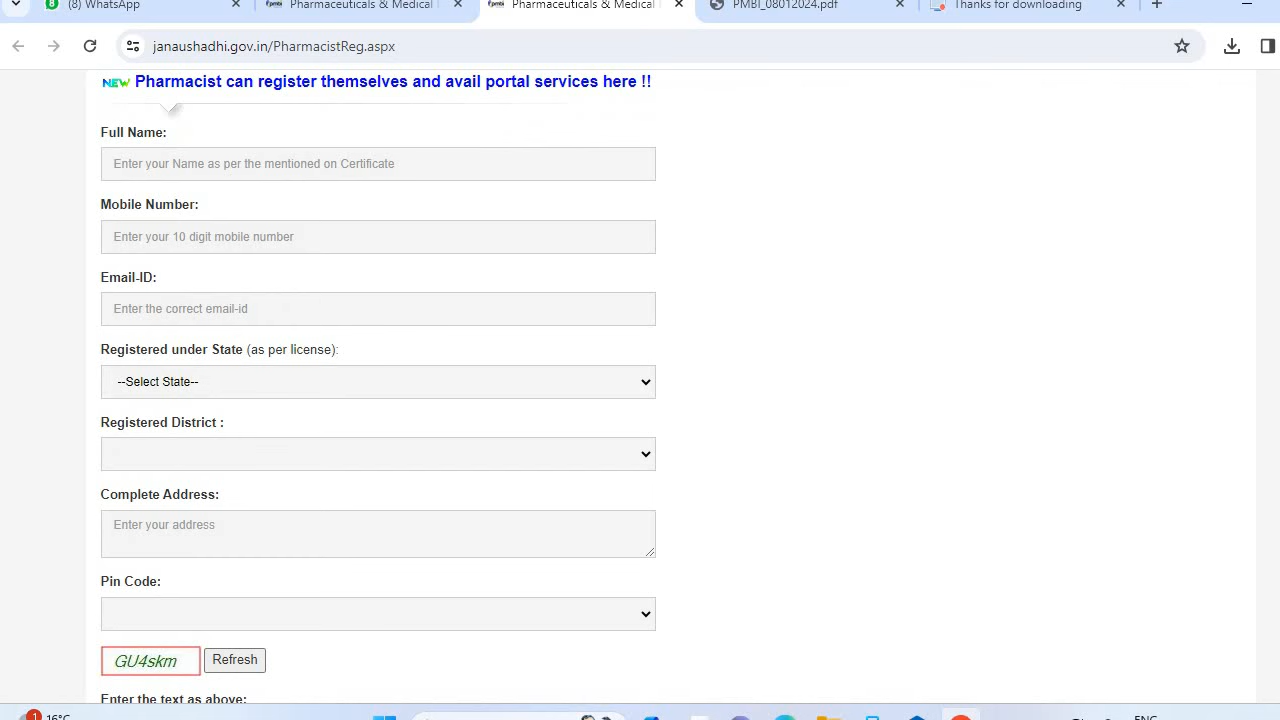 (8) WhatsApp
Pharmaceuticals & Medical
Pharmaceuticals & Medical
PMBI_08012024.pdf
Thanks for downloading
janaushadhi.gov.in/PharmacistReg.aspx
NEW Pharmacist can register themselves and avail portal services here !!
Full Name:
Enter your Name as per the mentioned on Certificate
Mobile Number:
Enter your 10 digit mobile number
Email-ID:
Enter the correct email-id
Registered under State (as per license):
--Select State--
Registered District :
Complete Address:
Enter your address
Pin Code:
GU4skm Refresh
Enter the text as above:
1
16°C
ENG